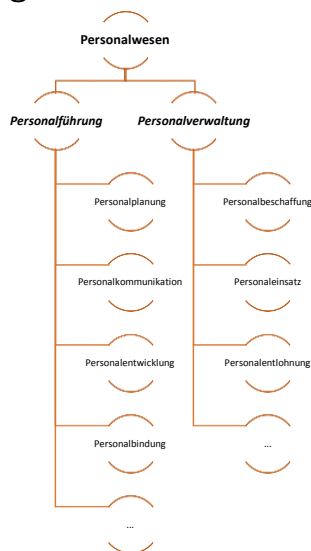 Personalwesen
Personalführung
Personalverwaltung
Personalplanung
Personalbeschaffung
Personalkommunikation
Personaleinsatz
Personalentwicklung
Personalentlohnung
Personalbindung
...
...